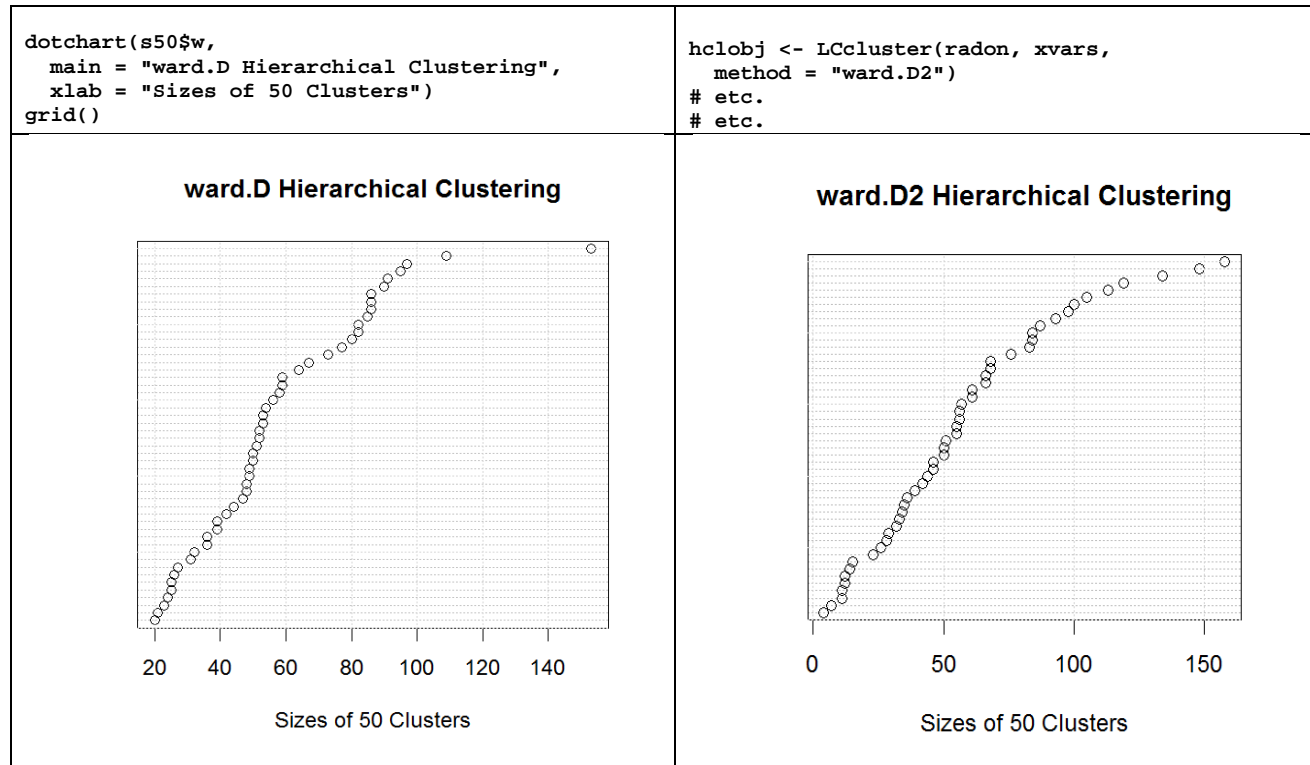 dotchart(s50$w,
  main = "ward.D Hierarchical Clustering",
  xlab = "Sizes of 50 Clusters")
grid()
hclobj <- LCcluster(radon, xvars,
  method = "ward.D2")
# etc.
# etc.
ward.D Hierarchical Clustering
20 40 60 80 100 120 140
Sizes of 50 Clusters
ward.D2 Hierarchical Clustering
0 50 100 150
Sizes of 50 Clusters